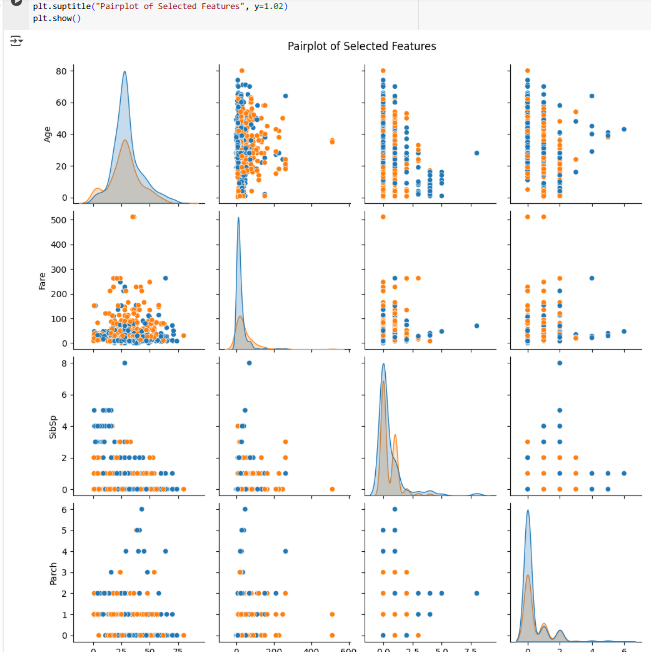 plt.suptitle("Pairplot of Selected Features", y=1.02)
plt.show()
Pairplot of Selected Features
80
60
40
20
0
Age
500
400
300
200
100
0
Fare
8
6
4
2
0
SibSp
6
5
4
3
2
1
0
Parch
0 25 50 75
0 200 400 600
0.0 2.5 5.0 7.5
0 2 4 6